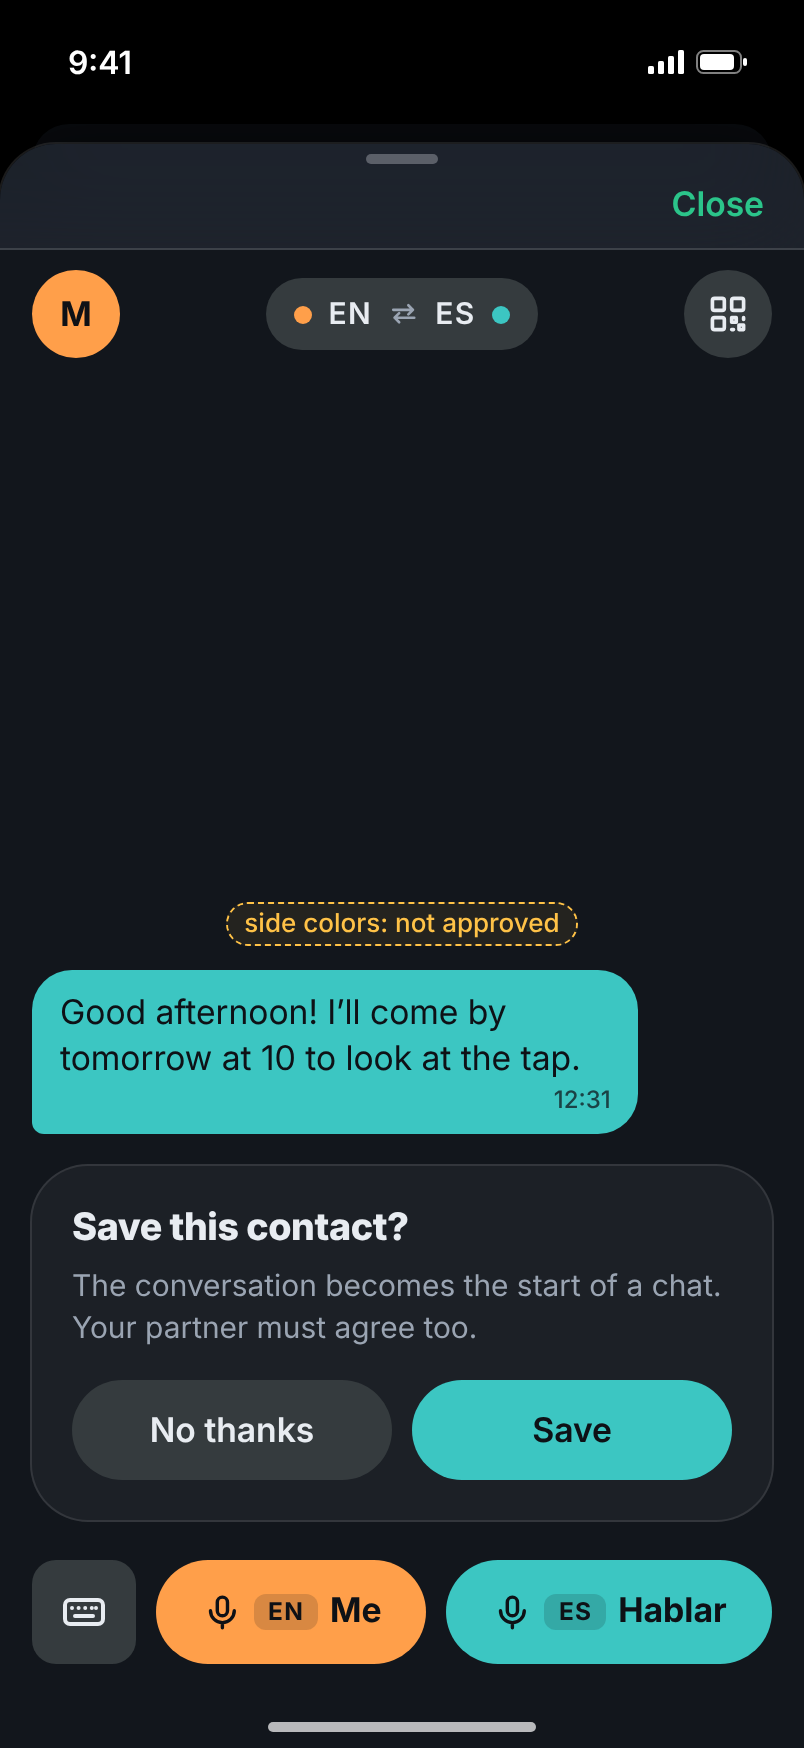 9:41
Close
M
EN ⇄ ES
side colors: not approved
Good afternoon! I’ll come by
tomorrow at 10 to look at the tap.
12:31
Save this contact?
The conversation becomes the start of a chat.
Your partner must agree too.
No thanks
Save
EN Me
ES Hablar